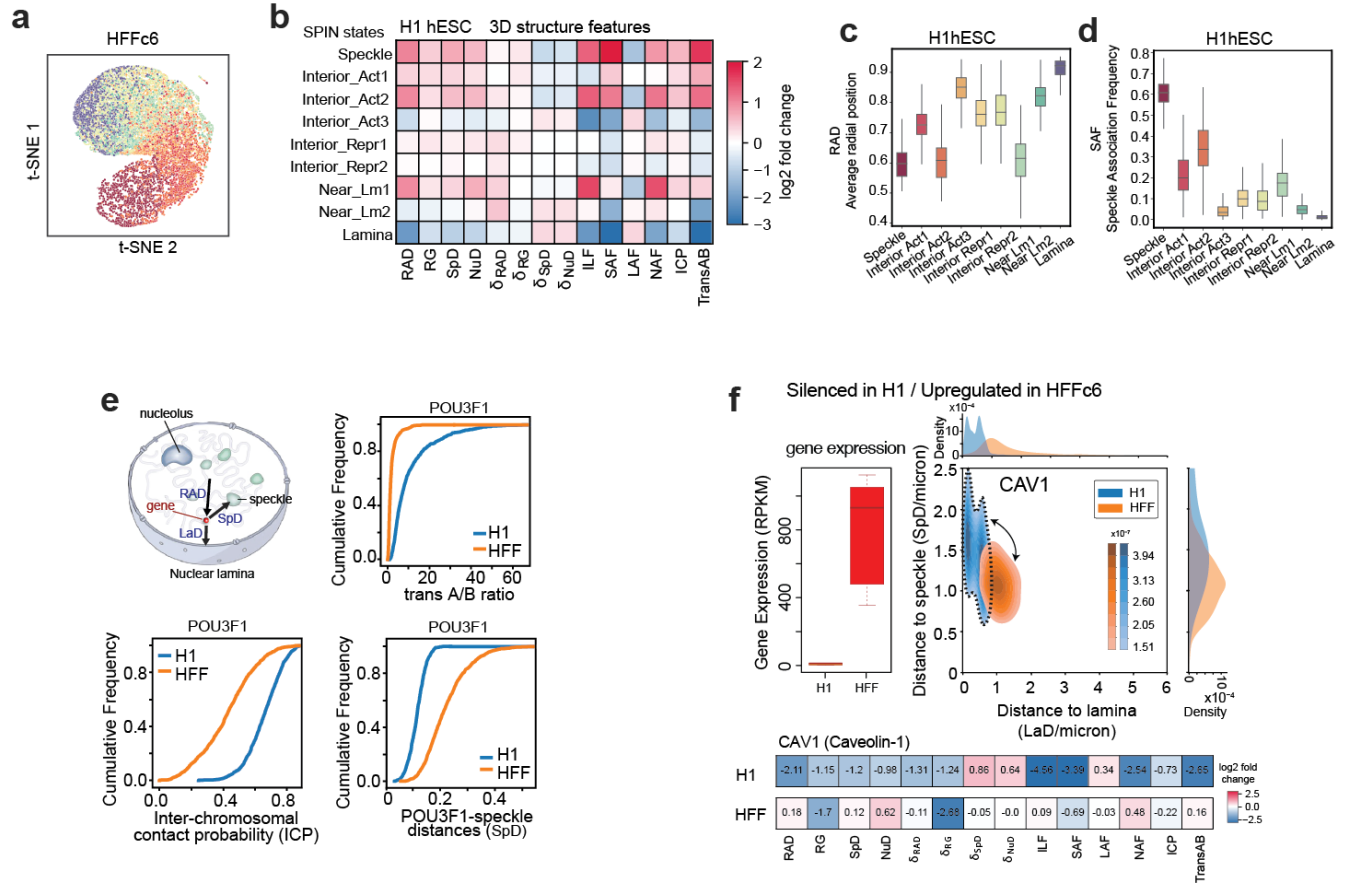 a
HFFc6
t-SNE 1
t-SNE 2
b
SPIN states
H1 hESC 3D structure features
Speckle
Interior_Act1
Interior_Act2
Interior_Act3
Interior_Repr1
Interior_Repr2
Near_Lm1
Near_Lm2
Lamina
RAD
RG
SpD
NuD
δRAD
δRG
δSpD
δNuD
ILF
SAF
LAF
NAF
ICP
TransAB
2
1
0
−1
−2
−3
log2 fold change
c
H1hESC
RAD
Average radial position
0.9
0.8
0.7
0.6
0.5
0.4
Speckle
Interior Act1
Interior Act2
Interior Act3
Interior Repr1
Interior Repr2
Near Lm1
Near Lm2
Lamina
d
H1hESC
SAF
Speckle Association Frequency
0.8
0.7
0.6
0.5
0.4
0.3
0.2
0.1
0.0
Speckle
Interior Act1
Interior Act2
Interior Act3
Interior Repr1
Interior Repr2
Near Lm1
Near Lm2
Lamina
e
nucleolus
RAD
speckle
gene
SpD
LaD
Nuclear lamina
POU3F1
Cumulative Frequency
0.8
0.4
0.0
H1
HFF
0 20 40 60
trans A/B ratio
POU3F1
Cumulative Frequency
H1
HFF
0.8
0.4
0.0
0.0 0.4 0.8
Inter-chromosomal
contact probability (ICP)
POU3F1
Cumulative Frequency
0.8
0.4
0.0
H1
HFF
0 0.2 0.4
POU3F1-speckle
distances (SpD)
f
Silenced in H1 / Upregulated in HFFc6
gene expression
Gene Expression (RPKM)
800
400
0
H1 HFF
x10⁻⁴
10
0
Density
CAV1
H1
HFF
x10⁻⁷
3.94
3.13
2.60
2.05
1.51
Distance to speckle (SpD/micron)
2.5
2.0
1.5
1.0
0.5
0
0 1 2 3 4 5 6
Distance to lamina
(LaD/micron)
0 10
x10⁻⁴
Density
CAV1 (Caveolin-1)
H1 -2.11 -1.15 -1.2 -0.98 -1.31 -1.24 0.86 0.64 -4.56 -3.39 0.34 -2.54 -0.73 -2.65
HFF 0.18 -1.7 0.12 0.62 -0.11 -2.68 -0.05 -0.0 0.09 -0.69 -0.03 0.48 -0.22 0.16
RAD
RG
SpD
NuD
δRAD
δRG
δSpD
δNuD
ILF
SAF
LAF
NAF
ICP
TransAB
log2 fold
change
2.5
0
−2.5